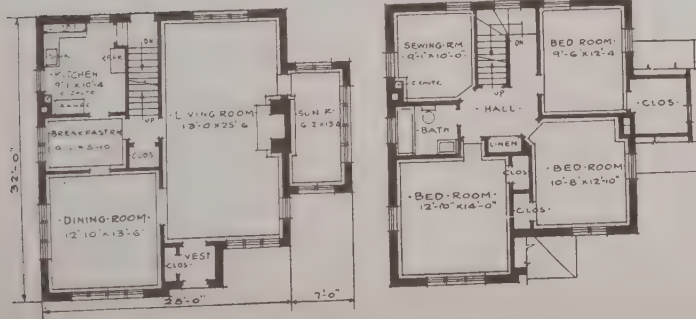 DN
REFR.
KITCHEN
9'-1 x 10'-4
RANGE
UP
BREAKFAST RM
CLOS
LIVING ROOM
13'-0 x 25'-6
SUN R.
DINING-ROOM
12'10" x 13'-6"
VEST
CLOS.
32'-0"
28'-0"
7'-0"
SEWING-RM.
9'-1" x 10'-0"
DN
UP
BED ROOM
9'-6" x 12'-4
CLOS.
HALL
BATH
LINEN
CLOS
BED-ROOM
12'-10" x 14'-0"
CLOS.
BED-ROOM
10'-8" x 12'-10"